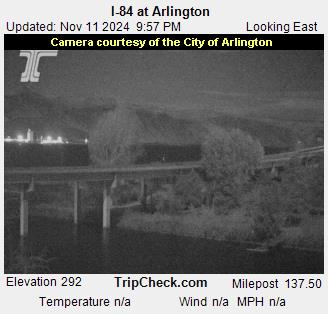 I-84 at Arlington
Updated: Nov 11 2024 9:57 PM Looking East
Camera courtesy of the City of Arlington
Elevation 292 TripCheck.com Milepost 137.50
Temperature n/a Wind n/a MPH n/a